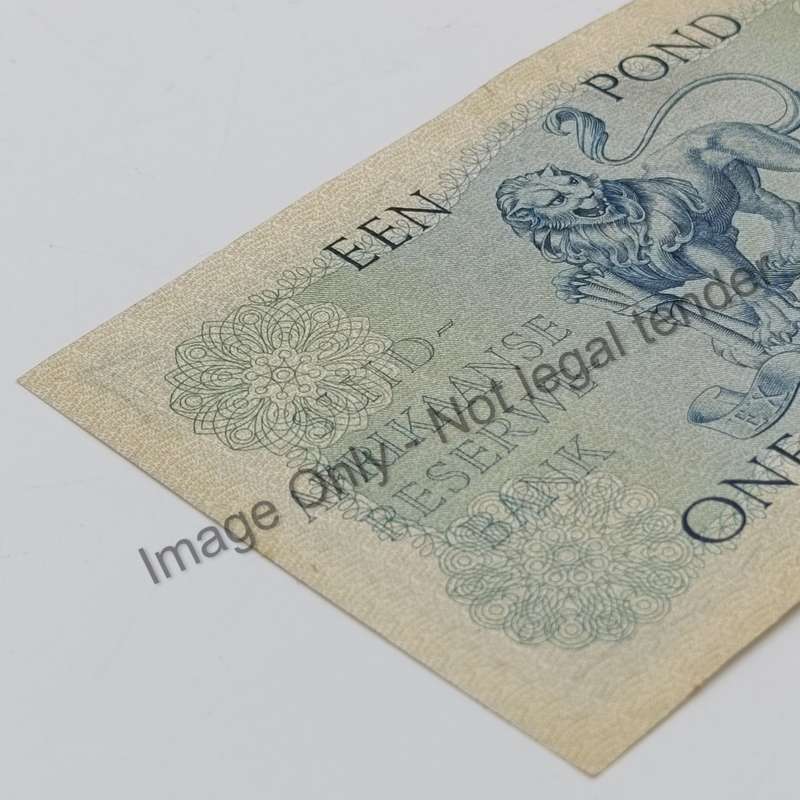 EEN POND
SUID-
AFRIKAANSE
RESERWE-
BANK
EX
ONE
Image Only - Not legal tender